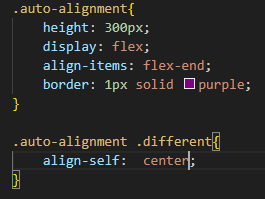 .auto-alignment{
    height: 300px;
    display: flex;
    align-items: flex-end;
    border: 1px solid purple;
}

.auto-alignment .different{
    align-self:  center;
}